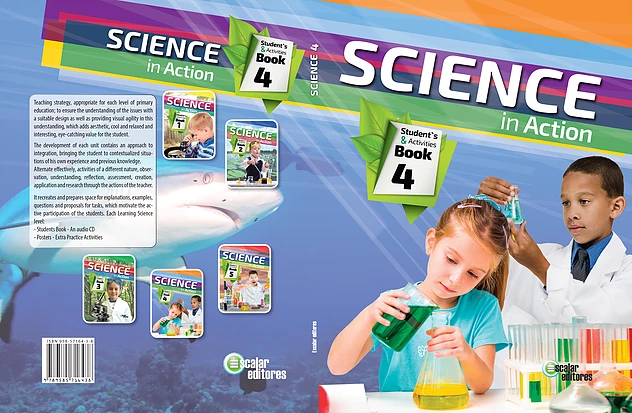 SCIENCE
in Action
Student's
& Activities
Book
4
Teaching strategy, appropriate for each level of primary
education; to ensure the understanding of the issues with
a suitable design as well as providing visual agility in this
understanding, which adds aesthetic, cool and relaxed and
interesting, eye-catching value for the student.
The development of each unit contains an approach to
integration, bringing the student to contextualized situa-
tions of his own experience and previous knowledge.
Alternate effectively, activities of a different nature, obser-
vation, understanding, reflection, assessment, creation,
application and research through the actions of the teacher.
It recreates and prepares space for explanations, examples,
questions and proposals for tasks, which motivate the ac-
tive participation of the students. Each Learning Science
level:
- Students Book - An audio CD
- Posters - Extra Practice Activities
SCIENCE
1
SCIENCE
2
SCIENCE
3
SCIENCE
4
SCIENCE
5
Escalar
editores
SCIENCE 4
Escalar editores
SCIENCE
in Action
Student's
& Activities
Book
4
Escalar
editores